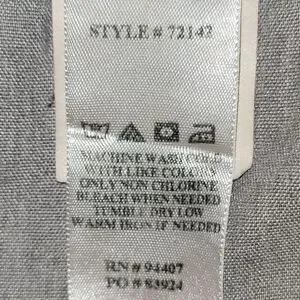 STYLE # 72142
MACHINE WASH COLD
WITH LIKE COLORS
ONLY NON CHLORINE
BLEACH WHEN NEEDED
TUMBLE DRY LOW
WARM IRON IF NEEDED
RN # 94407
PO # 83924